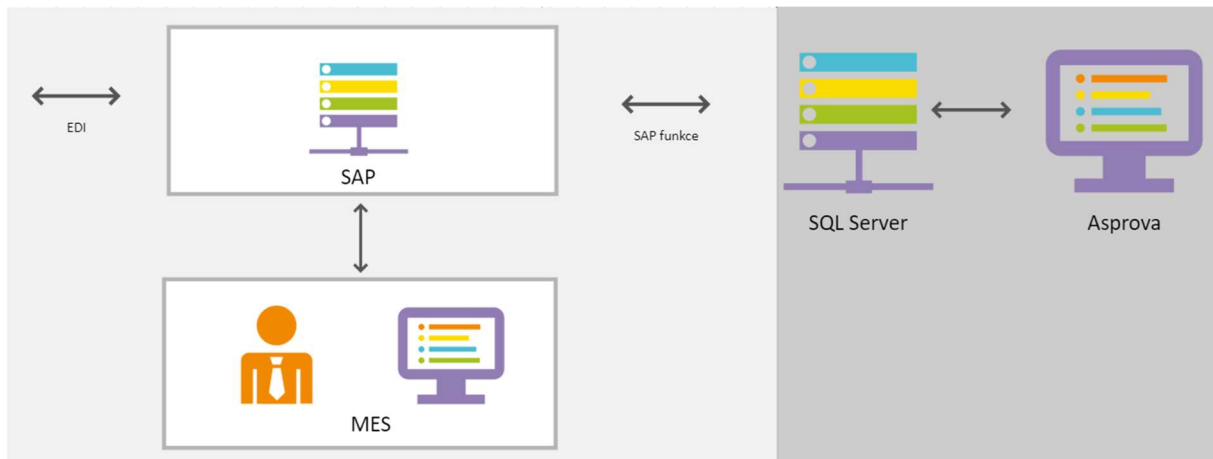 EDI
SAP
SAP funkce
SQL Server
Asprova
MES